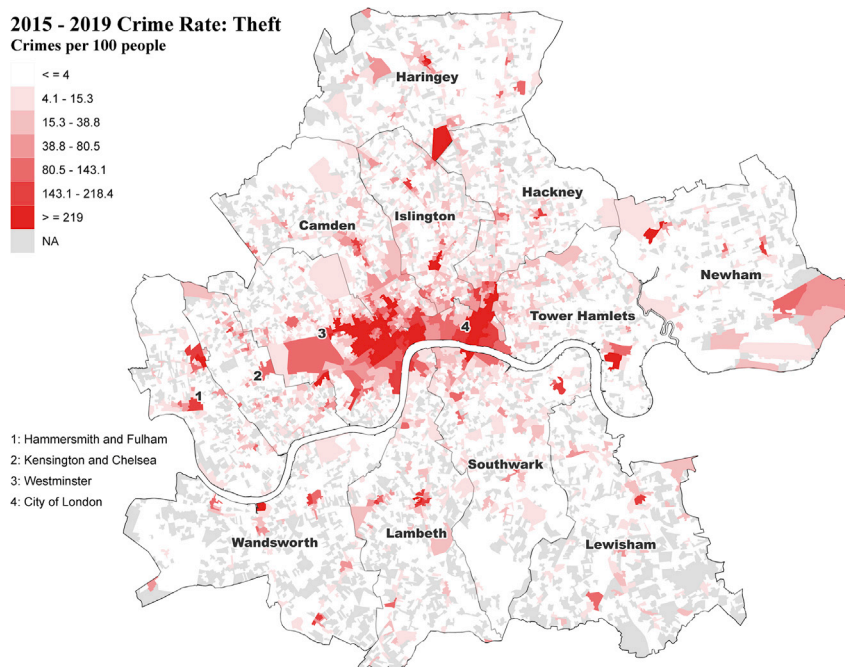 2015 - 2019 Crime Rate: Theft
Crimes per 100 people
< = 4
4.1 - 15.3
15.3 - 38.8
38.8 - 80.5
80.5 - 143.1
143.1 - 218.4
> = 219
NA
Haringey
Hackney
Islington
Camden
Newham
Tower Hamlets
3
4
2
1
1: Hammersmith and Fulham
2: Kensington and Chelsea
3: Westminster
4: City of London
Southwark
Lambeth
Wandsworth
Lewisham